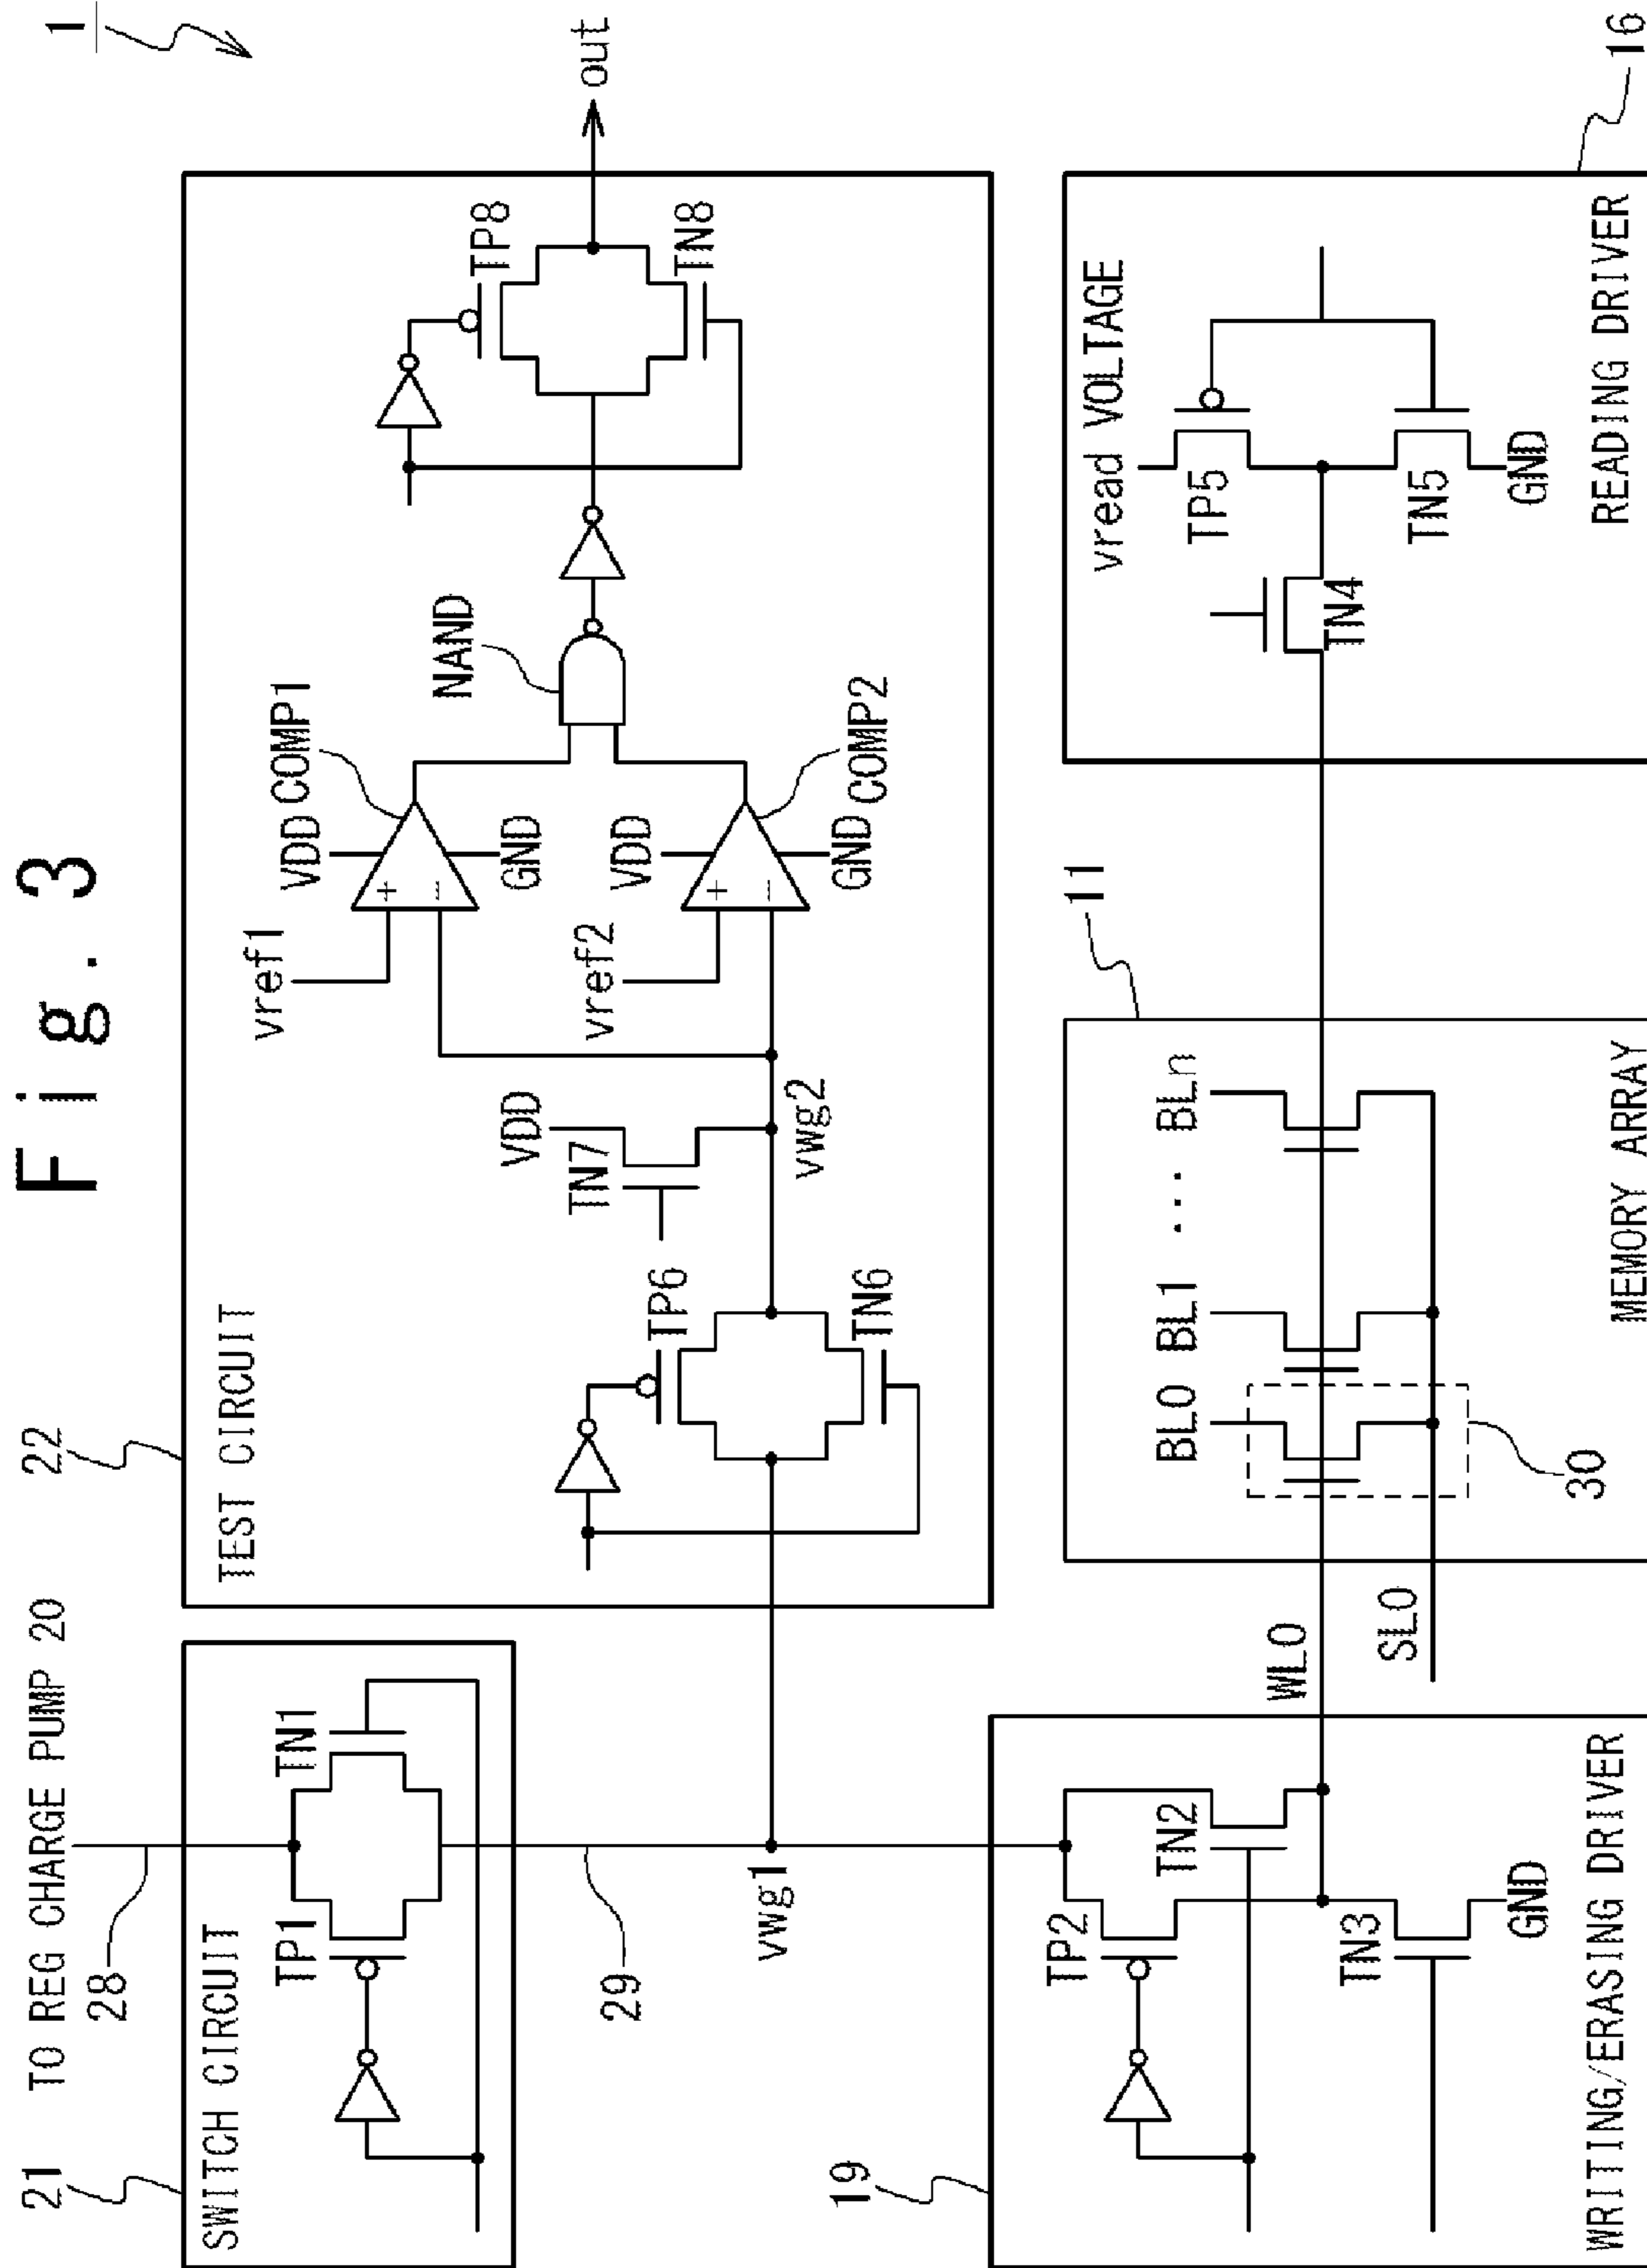 Fig. 3
1
21
TO REG CHARGE PUMP 20
28
22
SWITCH CIRCUIT
TP1
TN1
29
vwg1
TEST CIRCUIT
TP6
TN6
VDD
TN7
vwg2
vref1
VDD
COMP1
+
−
GND
vref2
VDD
COMP2
+
−
GND
NAND
TP8
TN8
out
19
TP2
TN2
TN3
GND
WRITING/ERASING DRIVER
WL0
SL0
11
BL0
BL1
...
BLn
30
MEMORY ARRAY
vread VOLTAGE
TP5
TN4
TN5
GND
READING DRIVER
16